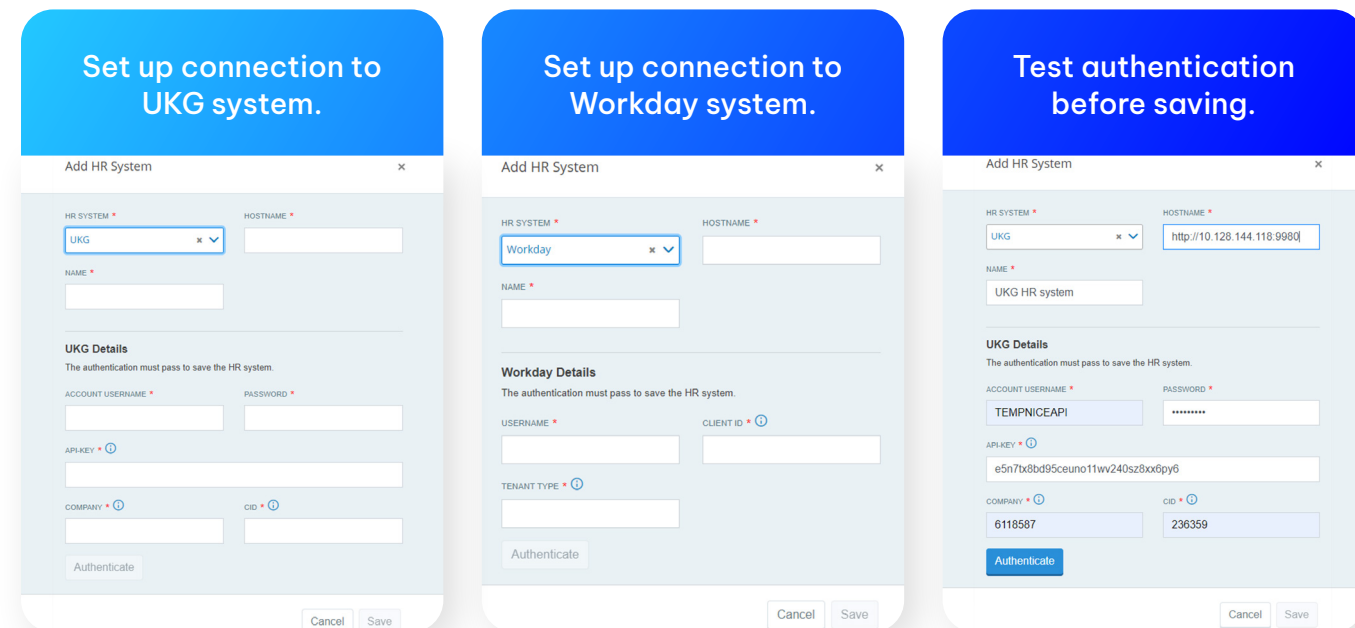 Set up connection to
UKG system.
Add HR System
×
HR SYSTEM *
HOSTNAME *
UKG
×
NAME *
UKG Details
The authentication must pass to save the HR system.
ACCOUNT USERNAME *
PASSWORD *
API-KEY *
COMPANY *
CID *
Authenticate
Cancel
Save
Set up connection to
Workday system.
Add HR System
×
HR SYSTEM *
HOSTNAME *
Workday
×
NAME *
Workday Details
The authentication must pass to save the HR system.
USERNAME *
CLIENT ID *
TENANT TYPE *
Authenticate
Cancel
Save
Test authentication
before saving.
Add HR System
×
HR SYSTEM *
HOSTNAME *
UKG
×
http://10.128.144.118:9980
NAME *
UKG HR system
UKG Details
The authentication must pass to save the HR system.
ACCOUNT USERNAME *
PASSWORD *
TEMPNICEAPI
•••••••••
API-KEY *
e5n7tx8bd95ceuno11wv240sz8xx6py6
COMPANY *
CID *
6118587
236359
Authenticate
Cancel
Save